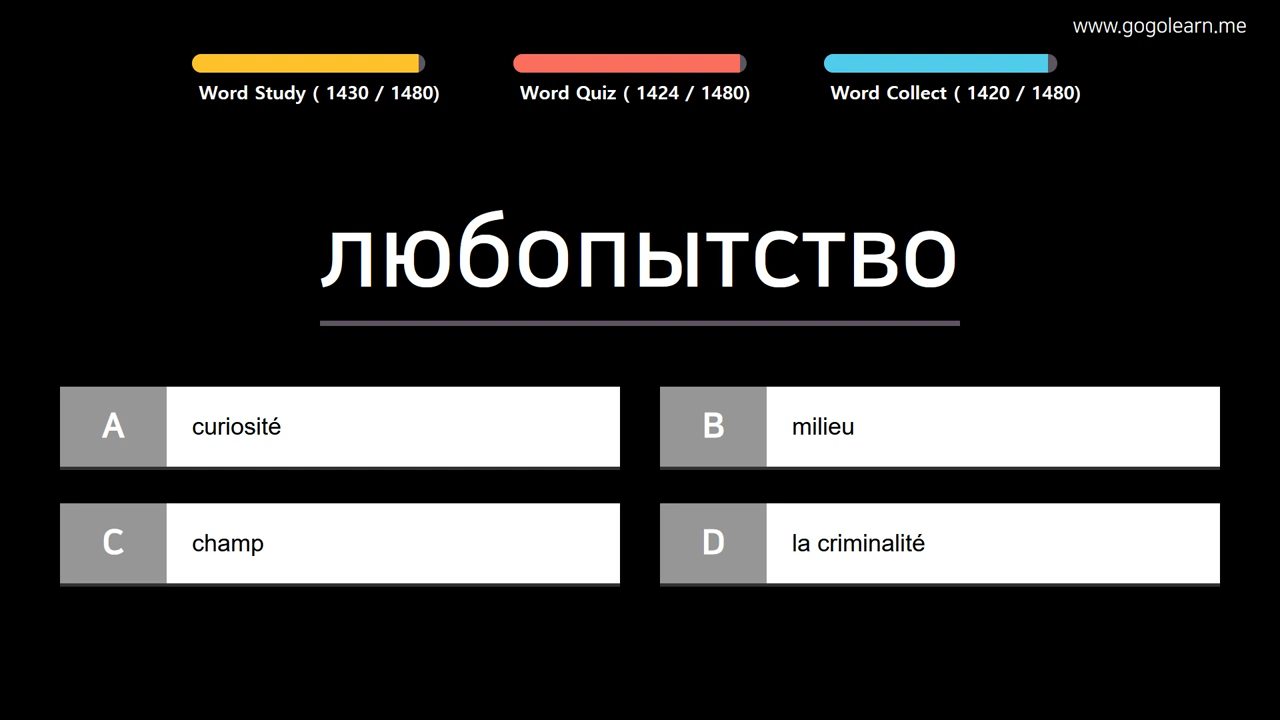 www.gogolearn.me
Word Study ( 1430 / 1480)
Word Quiz ( 1424 / 1480)
Word Collect ( 1420 / 1480)
любопытство
A curiosité
B milieu
C champ
D la criminalité